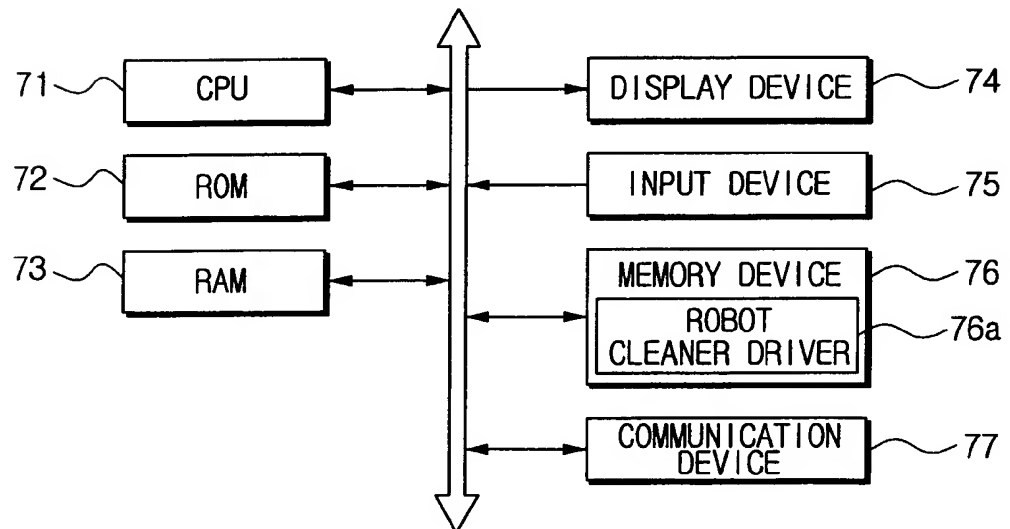 71
CPU
DISPLAY DEVICE
74
72
ROM
INPUT DEVICE
75
73
RAM
MEMORY DEVICE
76
ROBOT
CLEANER DRIVER
76a
COMMUNICATION
DEVICE
77